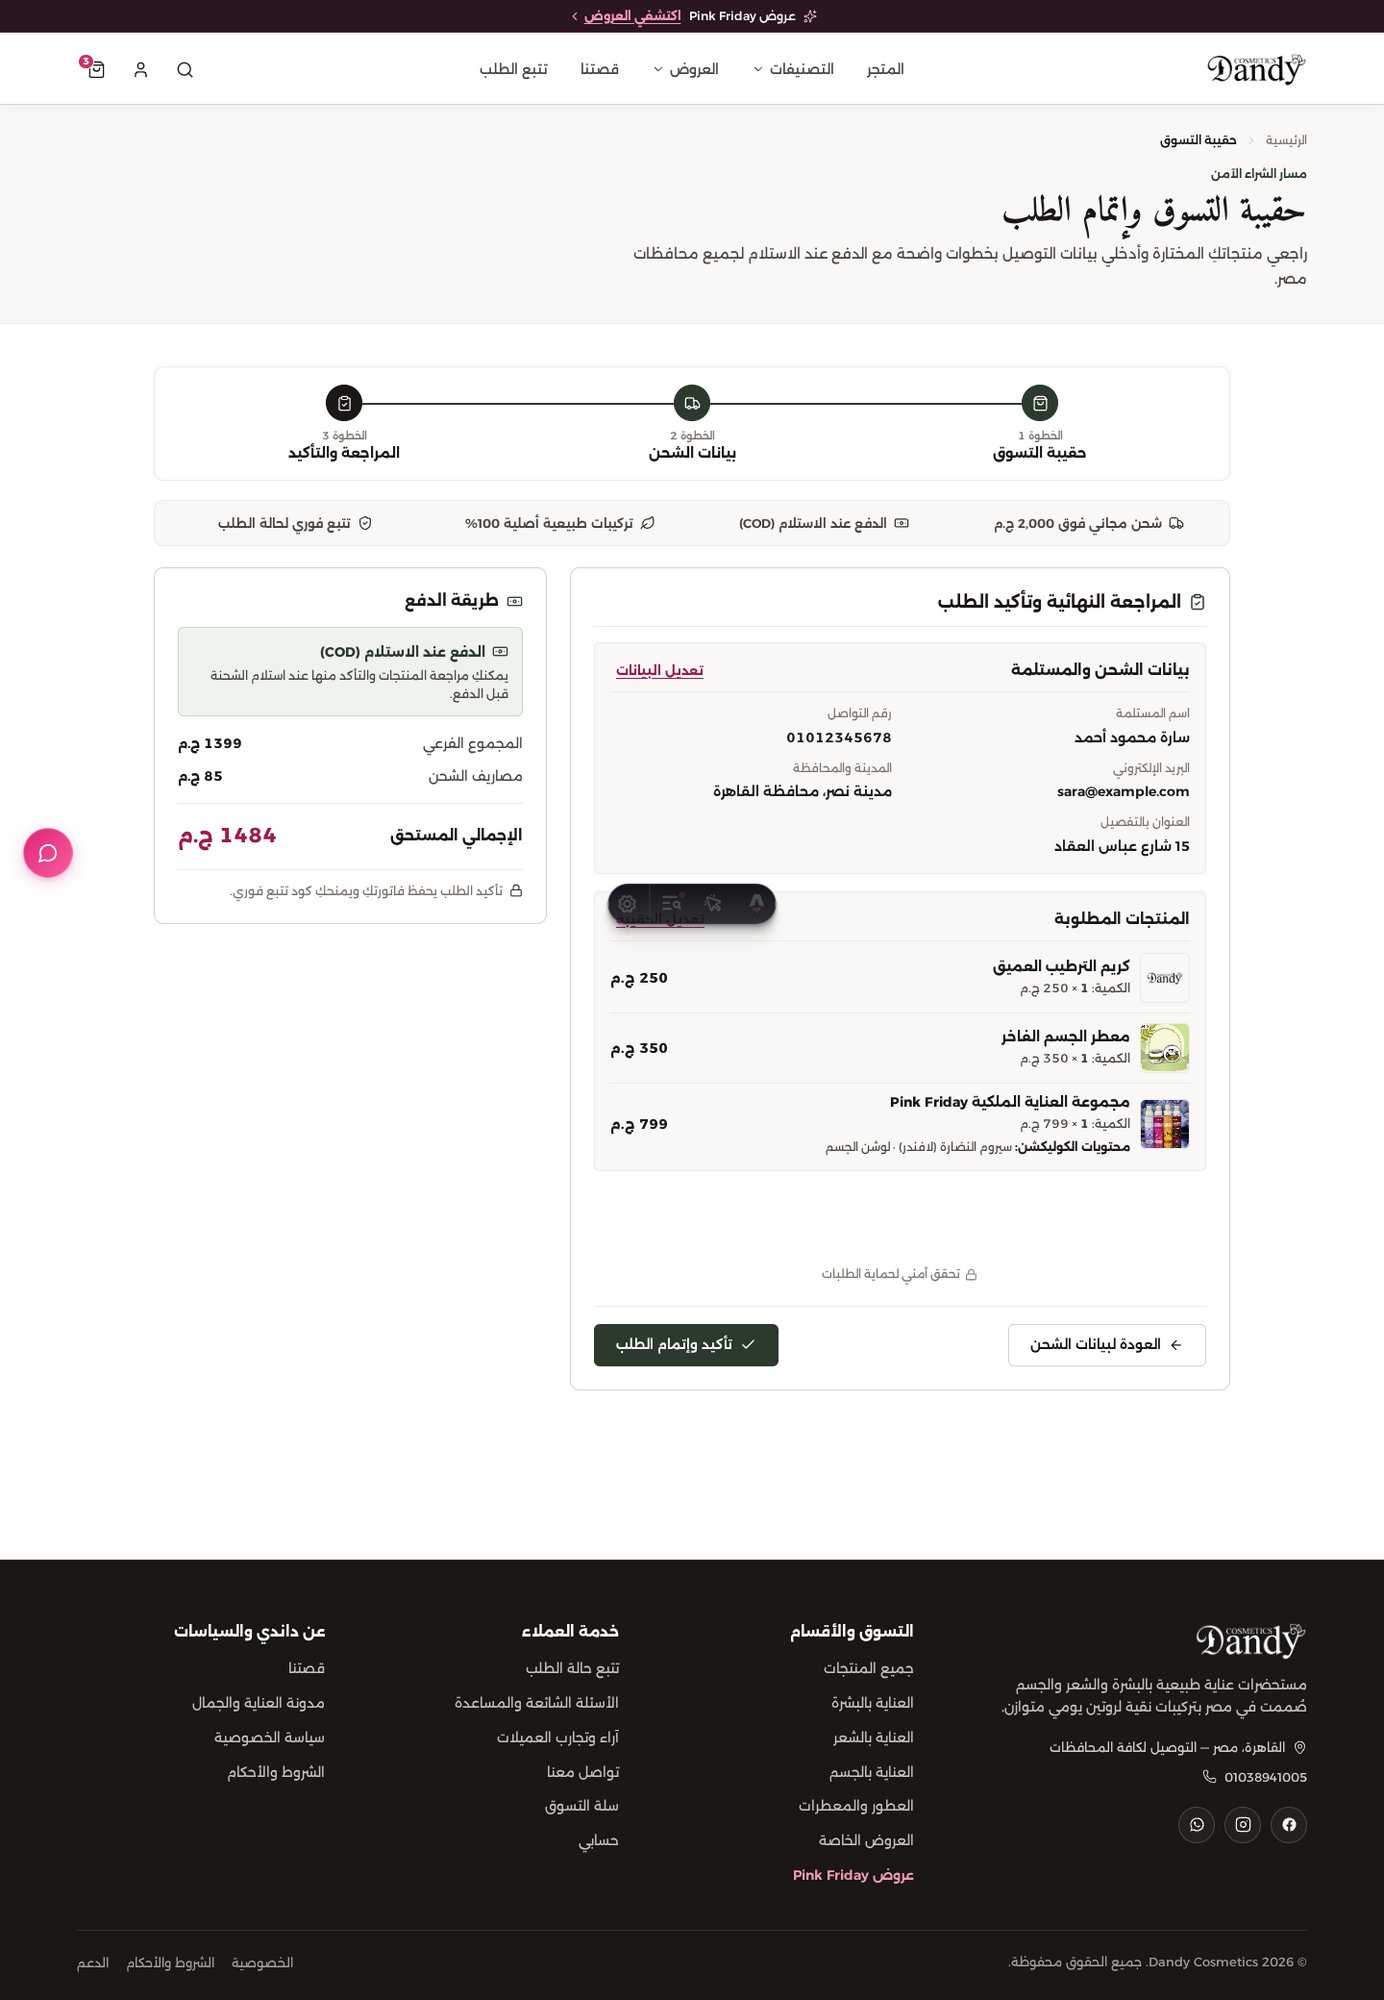 عروض Pink Friday اكتشفي العروض
Dandy COSMETICS
المتجر التصنيفات العروض قصتنا تتبع الطلب
3
الرئيسية حقيبة التسوق
مسار الشراء الآمن
حقيبة التسوق وإتمام الطلب
راجعي منتجاتكِ المختارة وأدخلي بيانات التوصيل بخطوات واضحة مع الدفع عند الاستلام لجميع محافظات
مصر.
الخطوة 1
حقيبة التسوق
الخطوة 2
بيانات الشحن
الخطوة 3
المراجعة والتأكيد
شحن مجاني فوق 2,000 ج.م
الدفع عند الاستلام (COD)
تركيبات طبيعية أصلية 100%
تتبع فوري لحالة الطلب
المراجعة النهائية وتأكيد الطلب
بيانات الشحن والمستلمة
تعديل البيانات
اسم المستلمة
سارة محمود أحمد
رقم التواصل
01012345678
البريد الإلكتروني
sara@example.com
المدينة والمحافظة
مدينة نصر، محافظة القاهرة
العنوان بالتفصيل
15 شارع عباس العقاد
المنتجات المطلوبة
تعديل الحقيبة
Dandy
كريم الترطيب العميق
الكمية: 1 × 250 ج.م
250 ج.م
معطر الجسم الفاخر
الكمية: 1 × 350 ج.م
350 ج.م
مجموعة العناية الملكية Pink Friday
الكمية: 1 × 799 ج.م
محتويات الكوليكشن: سيروم النضارة (لافندر) · لوشن الجسم
799 ج.م
تحقق أمني لحماية الطلبات
العودة لبيانات الشحن
تأكيد وإتمام الطلب
طريقة الدفع
الدفع عند الاستلام (COD)
يمكنكِ مراجعة المنتجات والتأكد منها عند استلام الشحنة
قبل الدفع.
المجموع الفرعي 1399 ج.م
مصاريف الشحن 85 ج.م
الإجمالي المستحق 1484 ج.م
تأكيد الطلب يحفظ فاتورتكِ ويمنحكِ كود تتبع فوري.
Dandy COSMETICS
مستحضرات عناية طبيعية بالبشرة والشعر والجسم
صُممت في مصر بتركيبات نقية لروتين يومي متوازن.
القاهرة، مصر — التوصيل لكافة المحافظات
01038941005
التسوق والأقسام
جميع المنتجات
العناية بالبشرة
العناية بالشعر
العناية بالجسم
العطور والمعطرات
العروض الخاصة
عروض Pink Friday
خدمة العملاء
تتبع حالة الطلب
الأسئلة الشائعة والمساعدة
آراء وتجارب العميلات
تواصل معنا
سلة التسوق
حسابي
عن داندي والسياسات
قصتنا
مدونة العناية والجمال
سياسة الخصوصية
الشروط والأحكام
© 2026 Dandy Cosmetics. جميع الحقوق محفوظة.
الخصوصية الشروط والأحكام الدعم